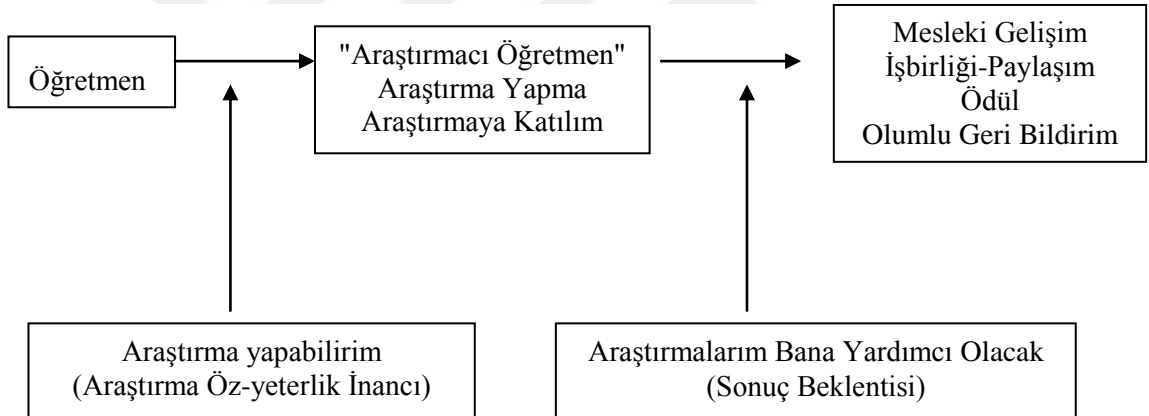 Öğretmen
"Araştırmacı Öğretmen"
Araştırma Yapma
Araştırmaya Katılım
Mesleki Gelişim
İşbirliği-Paylaşım
Ödül
Olumlu Geri Bildirim
Araştırma yapabilirim
(Araştırma Öz-yeterlik İnancı)
Araştırmalarım Bana Yardımcı Olacak
(Sonuç Beklentisi)